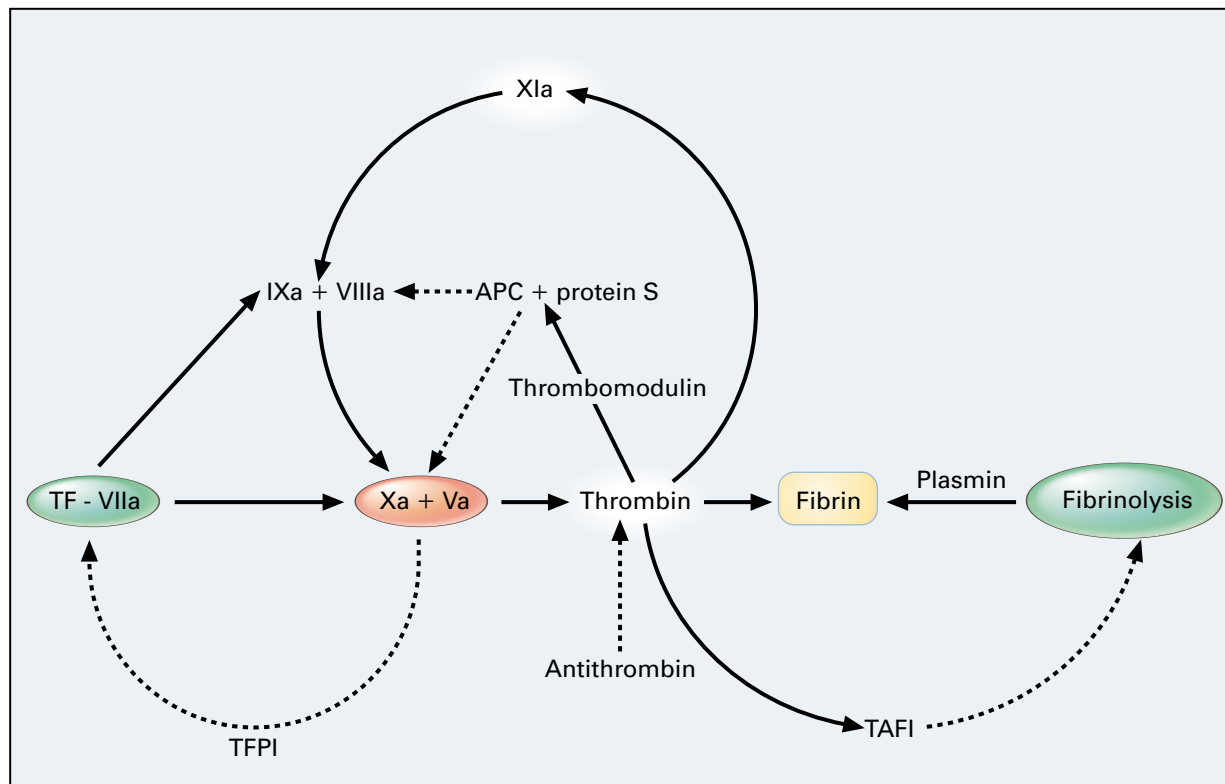 XIa
IXa + VIIIa
APC + protein S
Thrombomodulin
TF - VIIa
Xa + Va
Thrombin
Fibrin
Plasmin
Fibrinolysis
Antithrombin
TFPI
TAFI